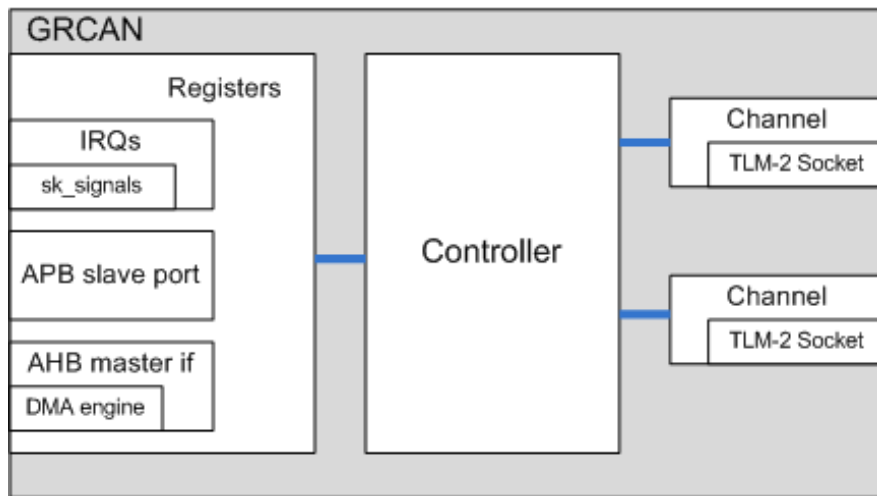 GRCAN
Registers
IRQs
sk_signals
APB slave port
AHB master if
DMA engine
Controller
Channel
TLM-2 Socket
Channel
TLM-2 Socket